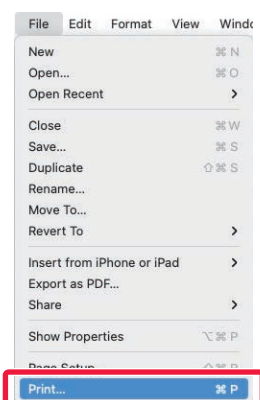 File Edit Format View
New ⌘ N
Open... ⌘ O
Open Recent >
Close ⌘ W
Save... ⌘ S
Duplicate ⇧ ⌘ S
Rename...
Move To...
Revert To >
Insert from iPhone or iPad >
Export as PDF...
Share >
Show Properties ⌥ ⌘ P
Page Setup ⇧ ⌘ P
Print... ⌘ P